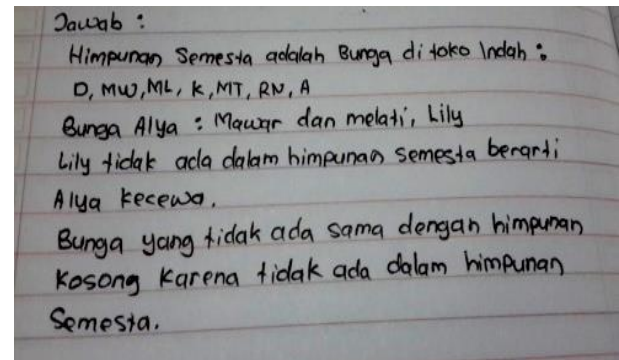 Jawab :
Himpunan Semesta adalah Bunga di toko Indah :
D, MW, ML, K, MT, RN, A
Bunga Alya : Mawar dan melati, Lily
Lily tidak ada dalam himpunan semesta berarti
Alya kecewa.
Bunga yang tidak ada sama dengan himpunan
Kosong Karena tidak ada dalam himpunan
Semesta.